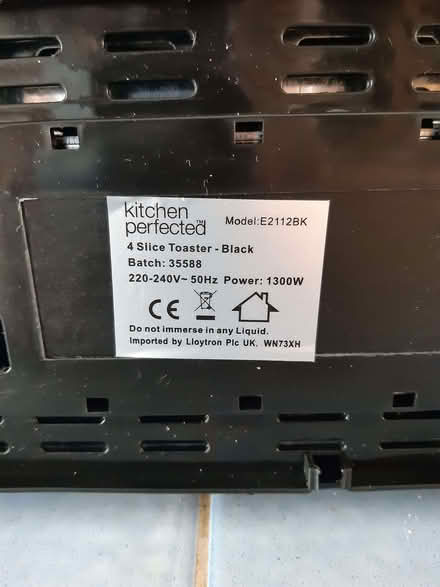 kitchen
perfected™ Model:E2112BK
4 Slice Toaster - Black
Batch: 35588
220-240V~ 50Hz Power: 1300W
CE
Do not immerse in any Liquid.
Imported by Lloytron Plc UK. WN73XH